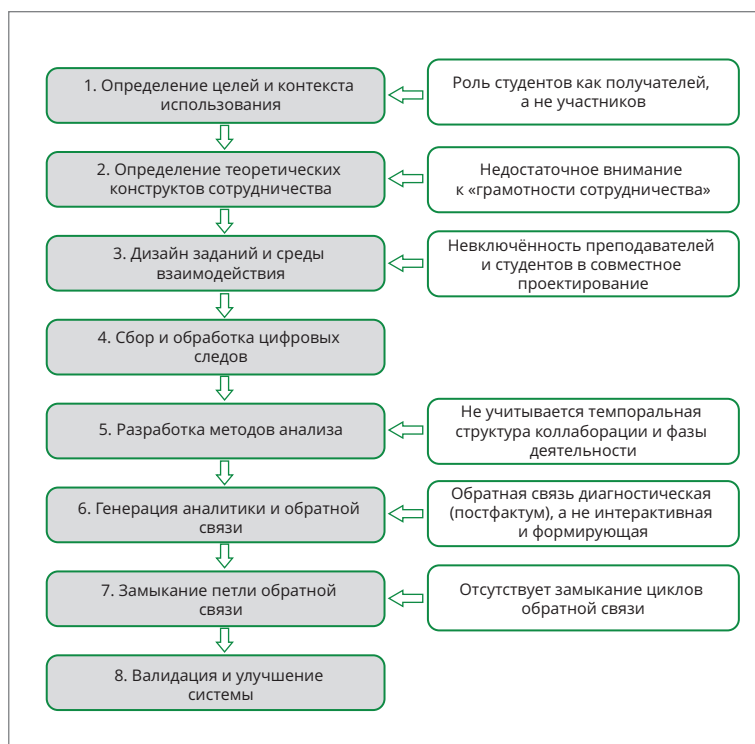 1. Определение целей и контекста
использования
Роль студентов как получателей,
а не участников
2. Определение теоретических
конструктов сотрудничества
Недостаточное внимание
к «грамотности сотрудничества»
3. Дизайн заданий и среды
взаимодействия
Невключённость преподавателей
и студентов в совместное
проектирование
4. Сбор и обработка цифровых
следов
5. Разработка методов анализа
Не учитывается темпоральная
структура коллаборации и фазы
деятельности
6. Генерация аналитики и обратной
связи
Обратная связь диагностическая
(постфактум), а не интерактивная
и формирующая
7. Замыкание петли обратной
связи
Отсутствует замыкание циклов
обратной связи
8. Валидация и улучшение
системы